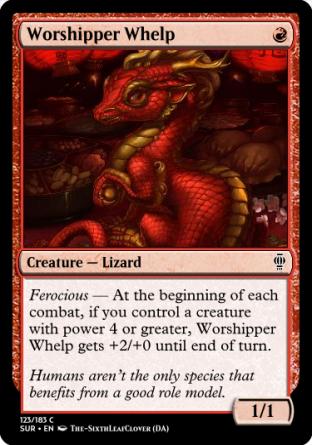 Worshipper Whelp
Creature — Lizard
Ferocious — At the beginning of each
combat, if you control a creature
with power 4 or greater, Worshipper
Whelp gets +2/+0 until end of turn.
Humans aren't the only species that
benefits from a good role model.
1/1
123/183 C
SUR • EN The-SixthLeafClover (DA)